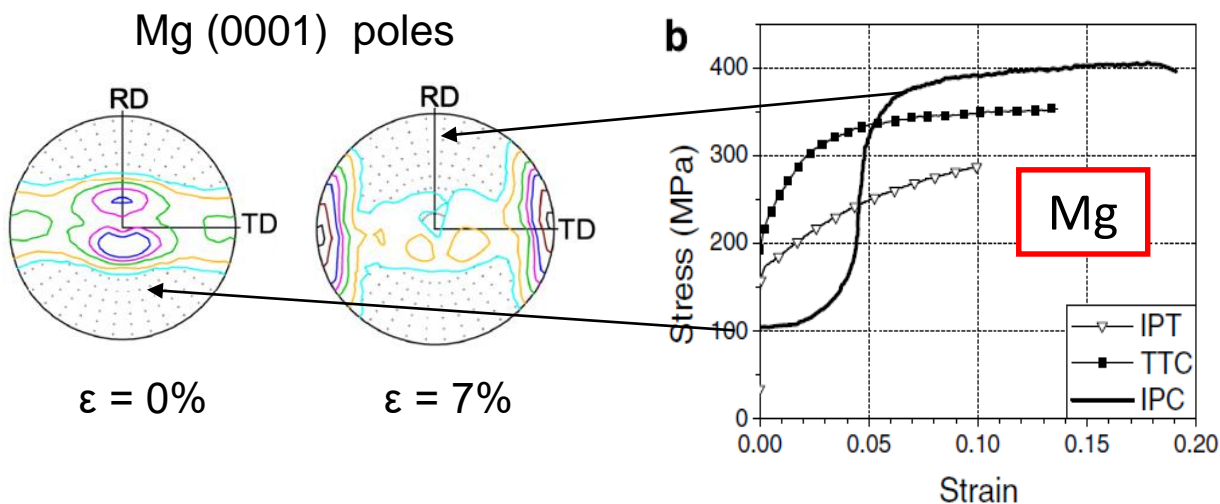 Mg (0001) poles
RD
TD
ε = 0%
RD
TD
ε = 7%
b
Stress (MPa)
400
300
200
100
0
0.00 0.05 0.10 0.15 0.20
Strain
Mg
IPT
TTC
IPC